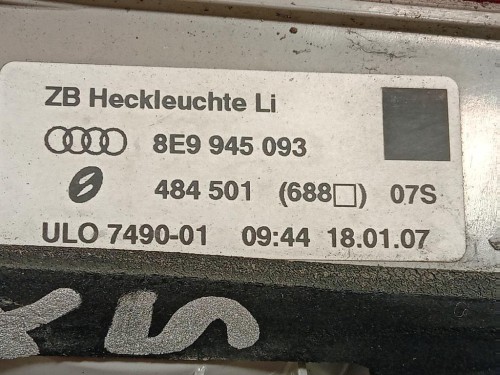 ZB Heckleuchte Li
8E9 945 093
484 501 (688□) 07S
ULO 7490-01 09:44 18.01.07